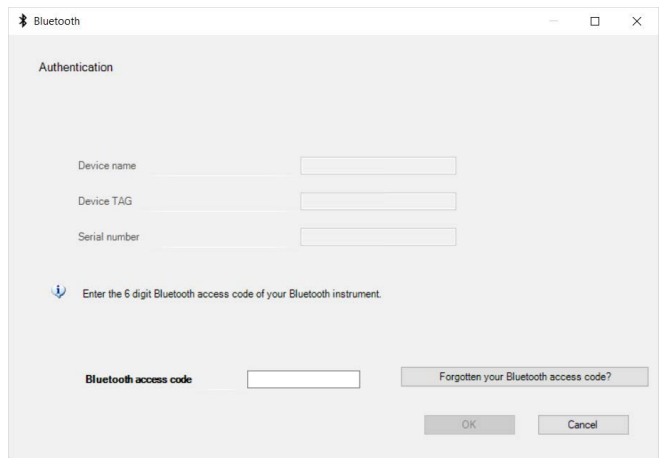 Bluetooth
Authentication
Device name
Device TAG
Serial number
Enter the 6 digit Bluetooth access code of your Bluetooth instrument.
Bluetooth access code
Forgotten your Bluetooth access code?
OK
Cancel